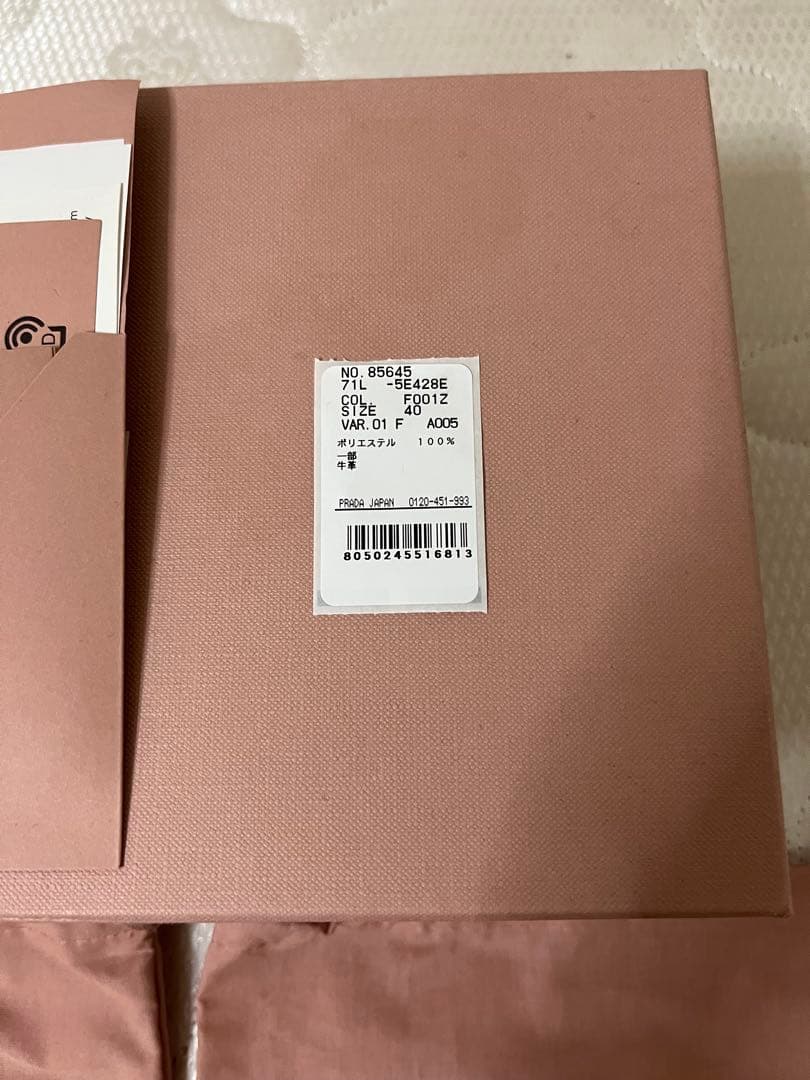 NO.85645
71L -5E428E
COL. F001Z
SIZE 40
VAR.01 F A005
ポリエステル 100%
一部
牛革
PRADA JAPAN 0120-451-993
8050245516813